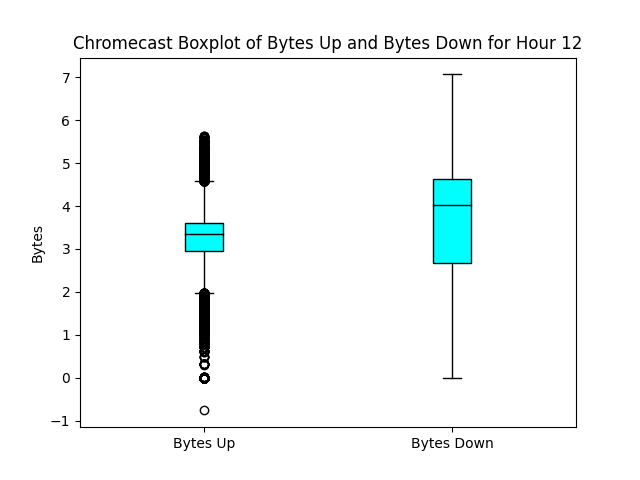 Chromecast Boxplot of Bytes Up and Bytes Down for Hour 12
7
6
5
4
3
2
1
0
−1
Bytes
Bytes Up
Bytes Down